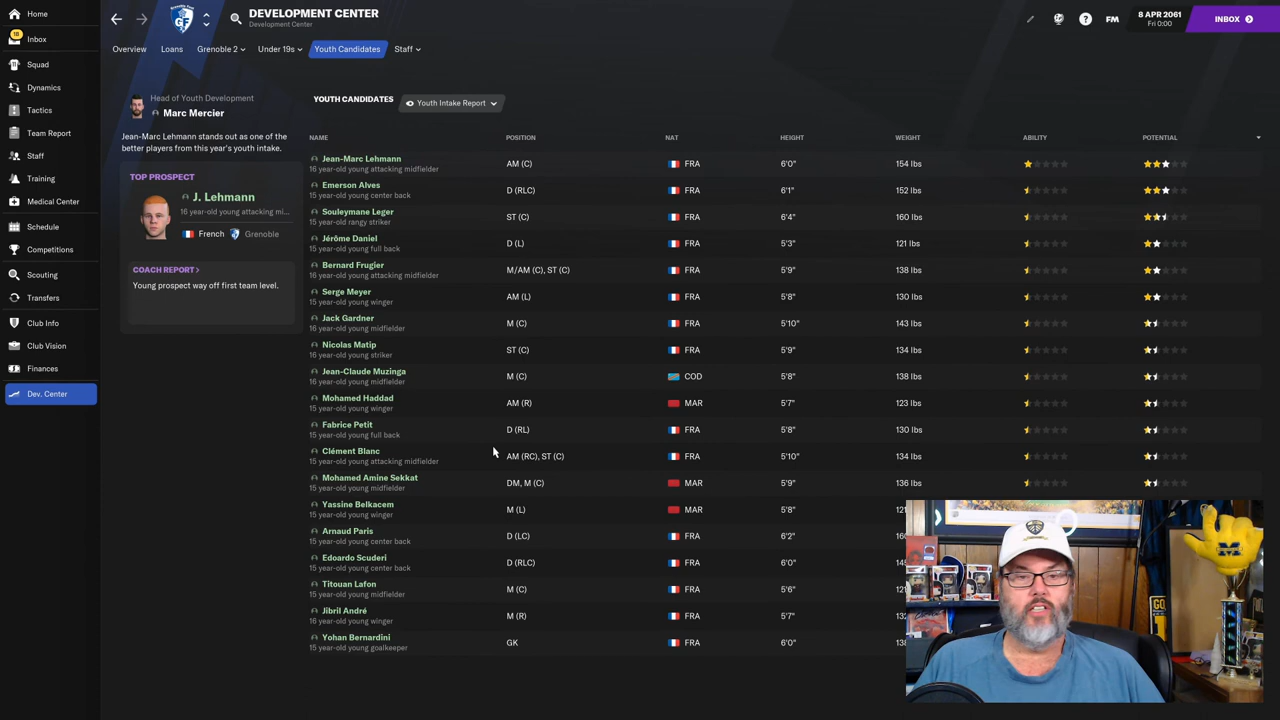 Home
DEVELOPMENT CENTER
Development Center
FM
8 APR 2061
Fri 0:00
INBOX
Inbox
Overview
Loans
Grenoble 2
Under 19s
Youth Candidates
Staff
Squad
Dynamics
Tactics
Team Report
Staff
Training
Medical Center
Schedule
Competitions
Scouting
Transfers
Club Info
Club Vision
Finances
Dev. Center
Head of Youth Development
Marc Mercier
Jean-Marc Lehmann stands out as one of the
better players from this year's youth intake.
TOP PROSPECT
J. Lehmann
16 year-old young attacking mi...
French Grenoble
COACH REPORT>
Young prospect way off first team level.
YOUTH CANDIDATES Youth Intake Report
NAME POSITION NAT HEIGHT WEIGHT ABILITY POTENTIAL
Jean-Marc Lehmann AM (C) FRA 6'0" 154 lbs
16 year-old young attacking midfielder
Emerson Alves D (RLC) FRA 6'1" 152 lbs
15 year-old young center back
Souleymane Leger ST (C) FRA 6'4" 160 lbs
15 year-old rangy striker
Jérôme Daniel D (L) FRA 5'3" 121 lbs
15 year-old young full back
Bernard Frugier M/AM (C), ST (C) FRA 5'9" 138 lbs
16 year-old young attacking midfielder
Serge Meyer AM (L) FRA 5'8" 130 lbs
15 year-old young winger
Jack Gardner M (C) FRA 5'10" 143 lbs
16 year-old young midfielder
Nicolas Matip ST (C) FRA 5'9" 134 lbs
16 year-old young striker
Jean-Claude Muzinga M (C) COD 5'8" 138 lbs
16 year-old young midfielder
Mohamed Haddad AM (R) MAR 5'7" 123 lbs
15 year-old young winger
Fabrice Petit D (RL) FRA 5'8" 130 lbs
15 year-old young full back
Clément Blanc AM (RC), ST (C) FRA 5'10" 134 lbs
15 year-old young attacking midfielder
Mohamed Amine Sekkat DM, M (C) MAR 5'9" 136 lbs
15 year-old young midfielder
Yassine Belkacem M (L) MAR 5'8"
15 year-old young winger
Arnaud Paris D (LC) FRA 6'2"
15 year-old young center back
Edoardo Scuderi D (RLC) FRA 6'0"
15 year-old young center back
Titouan Lafon M (C) FRA 5'6"
15 year-old young midfielder
Jibril André M (R) FRA 5'7"
16 year-old young winger
Yohan Bernardini GK FRA 6'0"
15 year-old young goalkeeper